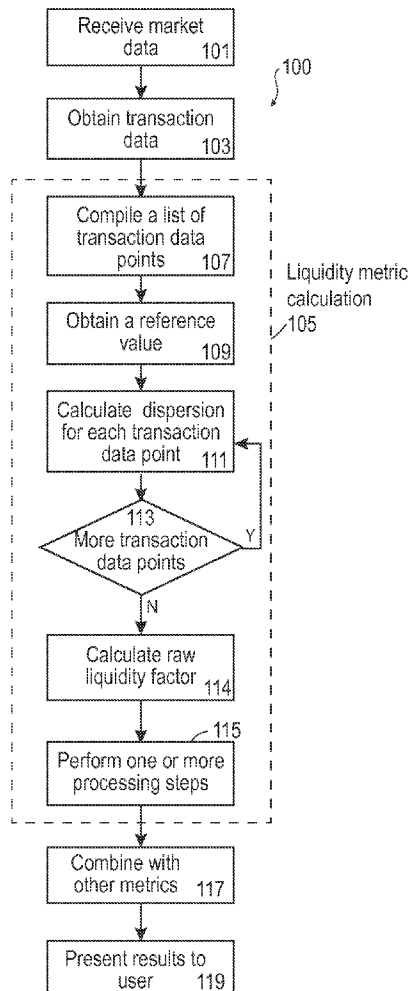 Receive market
data
101
100
Obtain transaction
data
103
Compile a list of
transaction data
points
107
Liquidity metric
calculation
105
Obtain a reference
value
109
Calculate dispersion
for each transaction
data point
111
113
More transaction
data points
Y
N
Calculate raw
liquidity factor
114
115
Perform one or more
processing steps
Combine with
other metrics
117
Present results to
user
119